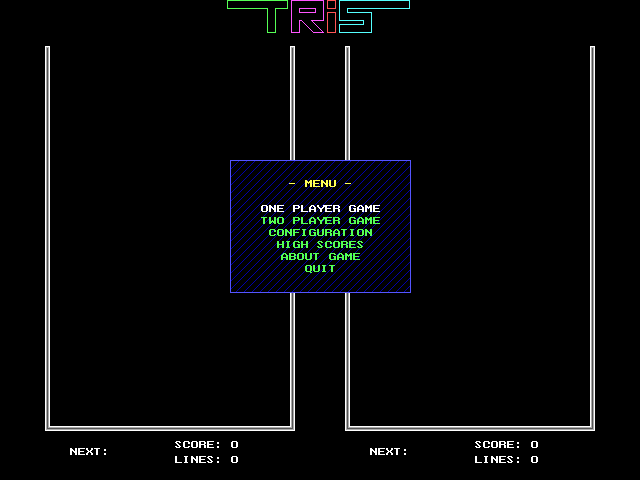 TRiS
- MENU -
ONE PLAYER GAME
TWO PLAYER GAME
CONFIGURATION
HIGH SCORES
ABOUT GAME
QUIT
NEXT:
SCORE: 0
LINES: 0
NEXT:
SCORE: 0
LINES: 0